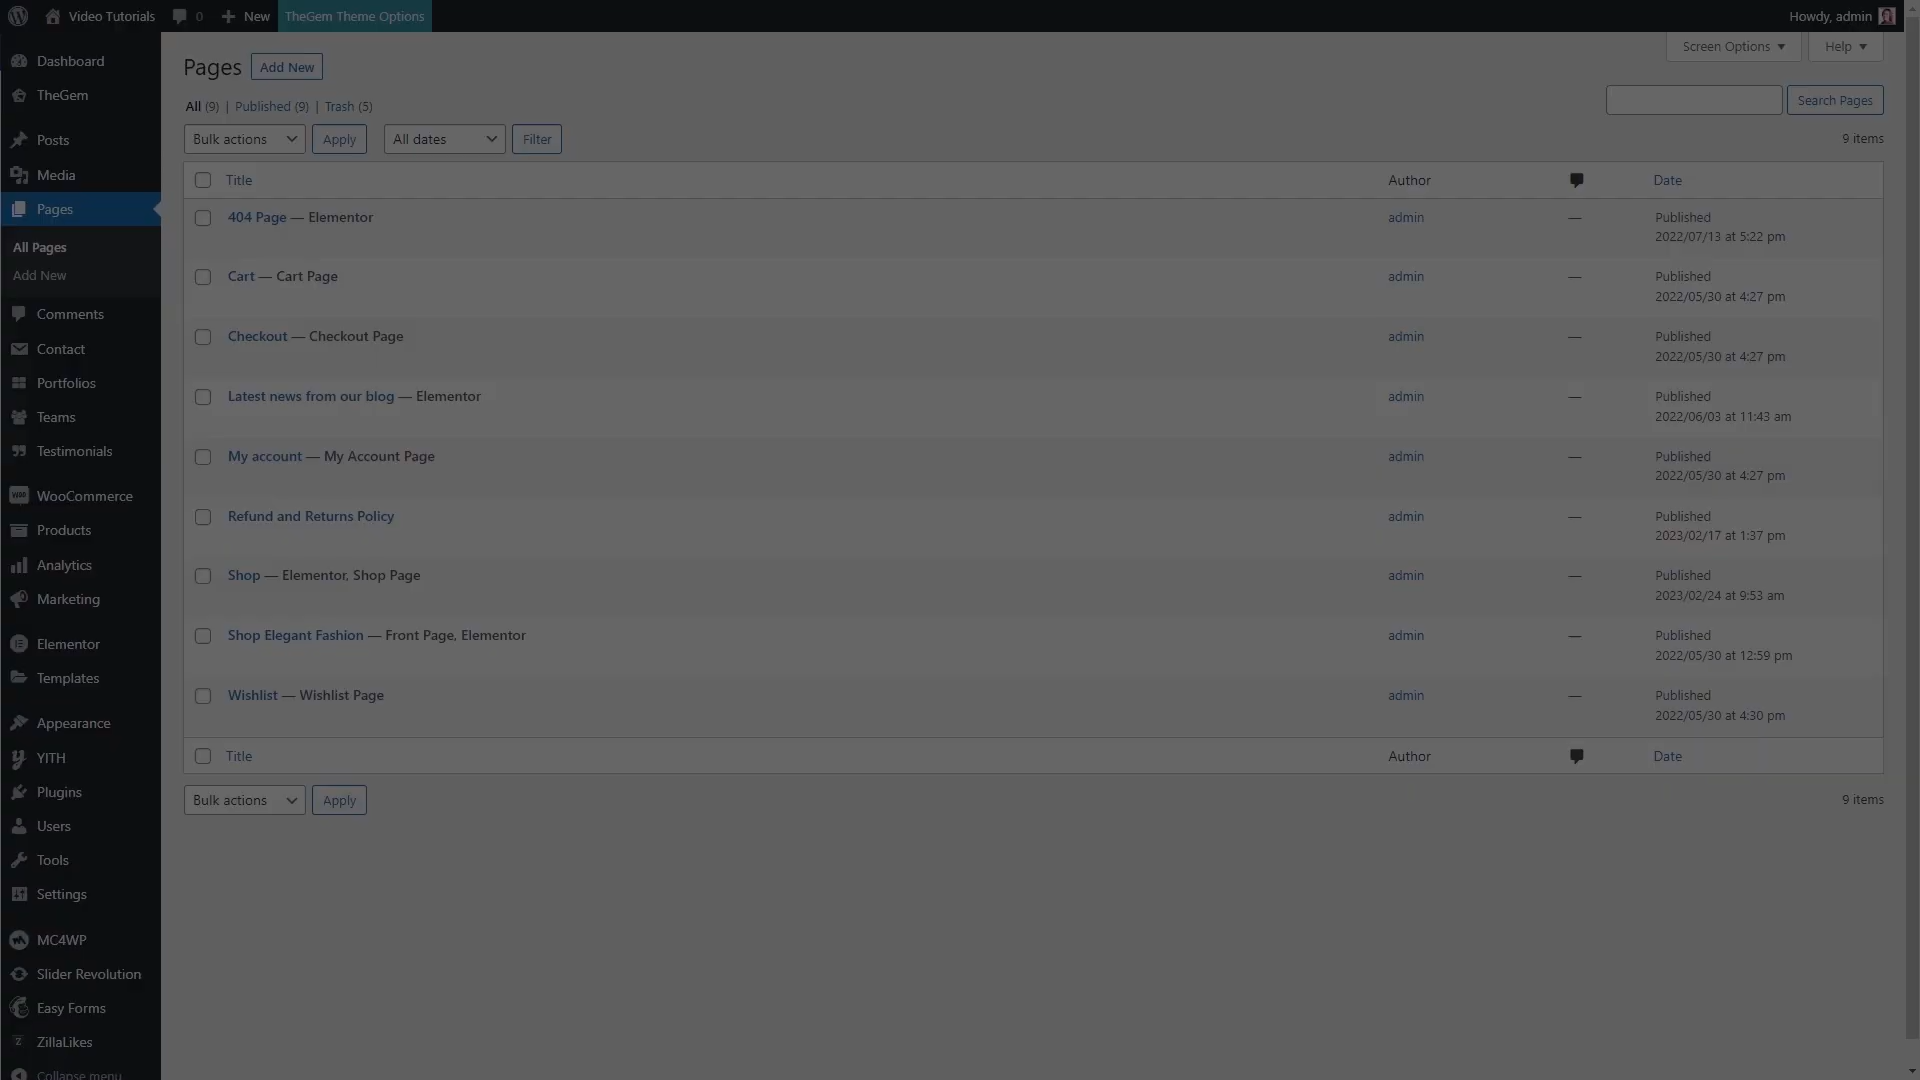 Video Tutorials 0 New TheGem Theme Options Howdy, admin
Screen Options Help
Dashboard
TheGem
Posts
Media
Pages
All Pages
Add New
Comments
Contact
Portfolios
Teams
Testimonials
WooCommerce
Products
Analytics
Marketing
Elementor
Templates
Appearance
YITH
Plugins
Users
Tools
Settings
MC4WP
Slider Revolution
Easy Forms
ZillaLikes
Collapse menu
Pages Add New
All (9) | Published (9) | Trash (5)
Search Pages
Bulk actions Apply All dates Filter 9 items
Title Author Date
404 Page — Elementor admin — Published
2022/07/13 at 5:22 pm
Cart — Cart Page admin — Published
2022/05/30 at 4:27 pm
Checkout — Checkout Page admin — Published
2022/05/30 at 4:27 pm
Latest news from our blog — Elementor admin — Published
2022/06/03 at 11:43 am
My account — My Account Page admin — Published
2022/05/30 at 4:27 pm
Refund and Returns Policy admin — Published
2023/02/17 at 1:37 pm
Shop — Elementor, Shop Page admin — Published
2023/02/24 at 9:53 am
Shop Elegant Fashion — Front Page, Elementor admin — Published
2022/05/30 at 12:59 pm
Wishlist — Wishlist Page admin — Published
2022/05/30 at 4:30 pm
Title Author Date
Bulk actions Apply 9 items